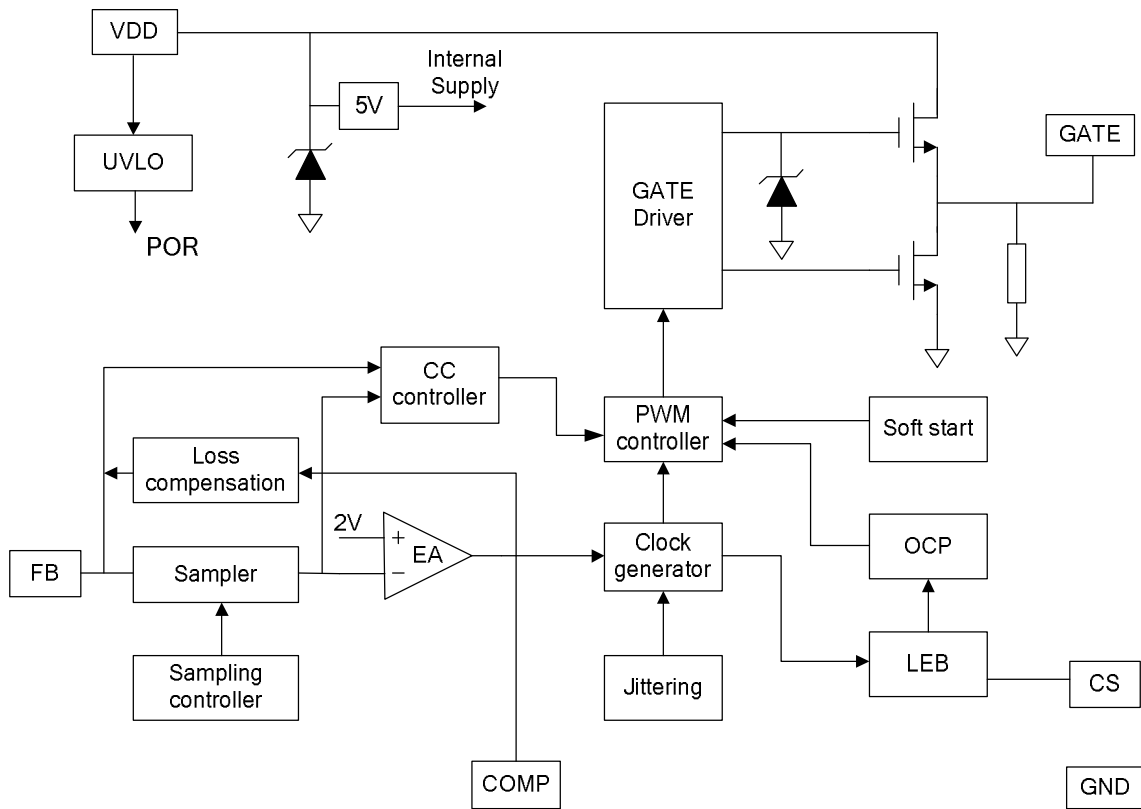 VDD
Internal
Supply
5V
UVLO
POR
GATE
Driver
GATE
CC
controller
PWM
controller
Soft start
Loss
compensation
2V
+
EA
−
Clock
generator
OCP
FB
Sampler
LEB
Sampling
controller
Jittering
CS
COMP
GND